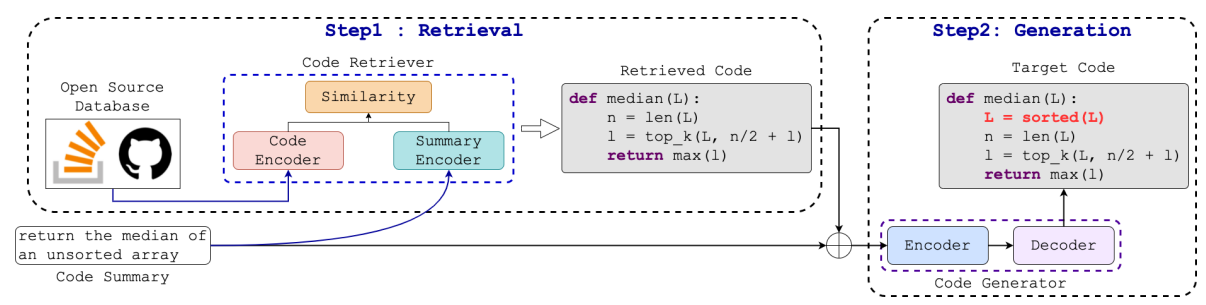 Step1 : Retrieval
Code Retriever
Open Source
Database
Similarity
Code
Encoder
Summary
Encoder
Retrieved Code
def median(L):
n = len(L)
l = top_k(L, n/2 + l)
return max(l)
return the median of
an unsorted array
Code Summary
Step2: Generation
Target Code
def median(L):
L = sorted(L)
n = len(L)
l = top_k(L, n/2 + l)
return max(l)
Encoder
Decoder
Code Generator